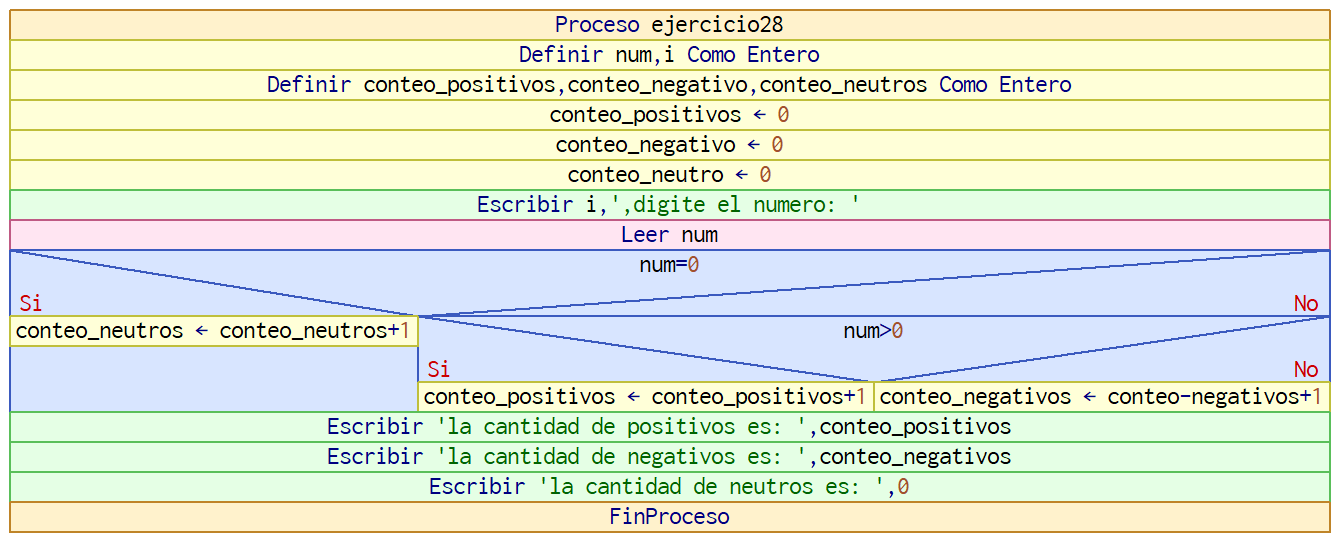 Proceso ejercicio28
Definir num,i Como Entero
Definir conteo_positivos,conteo_negativo,conteo_neutros Como Entero
conteo_positivos ← 0
conteo_negativo ← 0
conteo_neutro ← 0
Escribir i,',digite el numero: '
Leer num
num=0
Si
No
conteo_neutros ← conteo_neutros+1
num>0
Si
No
conteo_positivos ← conteo_positivos+1
conteo_negativos ← conteo-negativos+1
Escribir 'la cantidad de positivos es: ',conteo_positivos
Escribir 'la cantidad de negativos es: ',conteo_negativos
Escribir 'la cantidad de neutros es: ',0
FinProceso